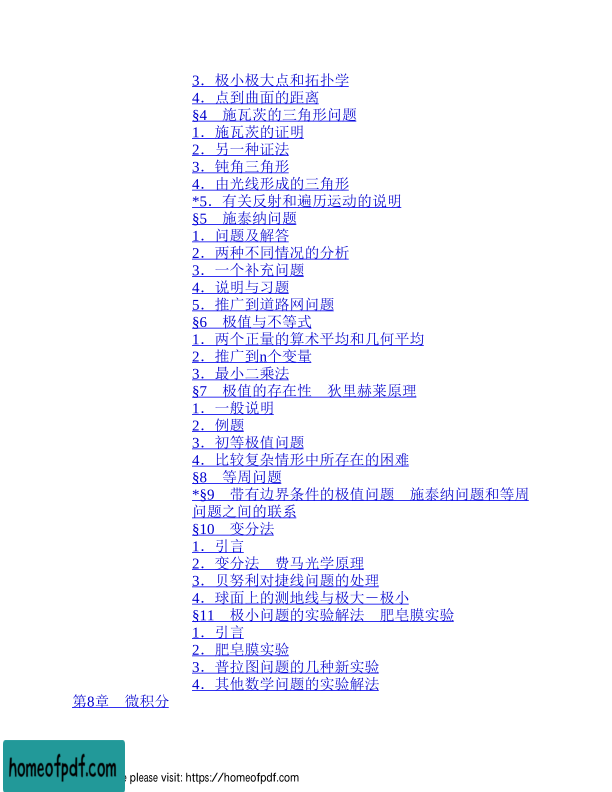 3．极小极大点和拓扑学
4．点到曲面的距离
§4　施瓦茨的三角形问题
1．施瓦茨的证明
2．另一种证法
3．钝角三角形
4．由光线形成的三角形
*5．有关反射和遍历运动的说明
§5　施泰纳问题
1．问题及解答
2．两种不同情况的分析
3．一个补充问题
4．说明与习题
5．推广到道路网问题
§6　极值与不等式
1．两个正量的算术平均和几何平均
2．推广到n个变量
3．最小二乘法
§7　极值的存在性　狄里赫莱原理
1．一般说明
2．例题
3．初等极值问题
4．比较复杂情形中所存在的困难
§8　等周问题
*§9　带有边界条件的极值问题　施泰纳问题和等周
问题之间的联系
§10　变分法
1．引言
2．变分法　费马光学原理
3．贝努利对捷线问题的处理
4．球面上的测地线与极大－极小
§11　极小问题的实验解法　肥皂膜实验
1．引言
2．肥皂膜实验
3．普拉图问题的几种新实验
4．其他数学问题的实验解法
第8章　微积分
homeofpdf.com
please visit: https://homeofpdf.com